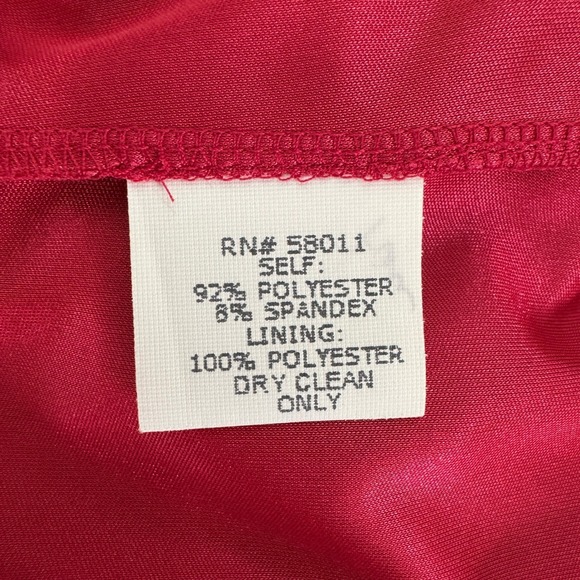 RN# 58011
SELF:
92% POLYESTER
8% SPANDEX
LINING:
100% POLYESTER
DRY CLEAN
ONLY